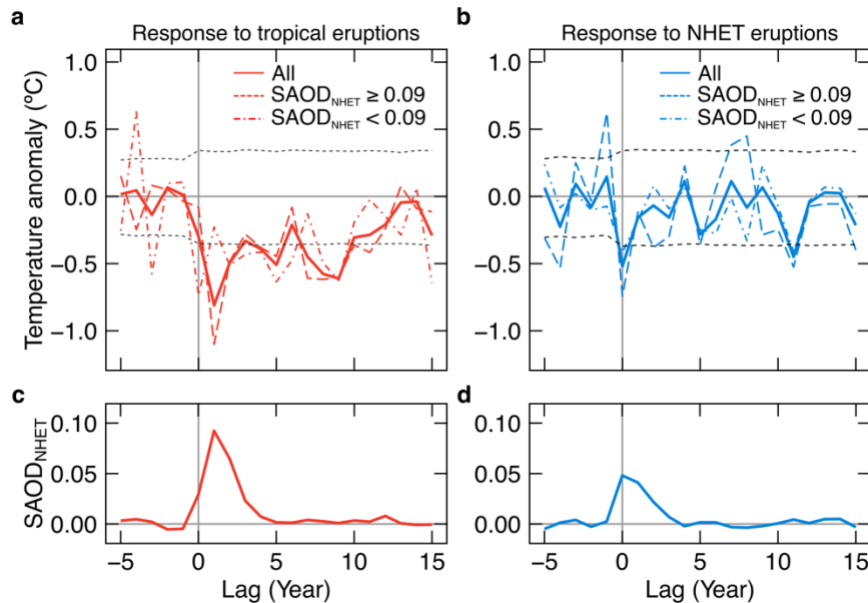 a
Response to tropical eruptions
All
SAOD_NHET ≥ 0.09
SAOD_NHET < 0.09
Temperature anomaly (ºC)
1.0
0.5
0.0
−0.5
−1.0
b
Response to NHET eruptions
All
SAOD_NHET ≥ 0.09
SAOD_NHET < 0.09
1.0
0.5
0.0
−0.5
−1.0
c
SAOD_NHET
0.10
0.05
0.00
−5 0 5 10 15
Lag (Year)
d
0.10
0.05
0.00
−5 0 5 10 15
Lag (Year)